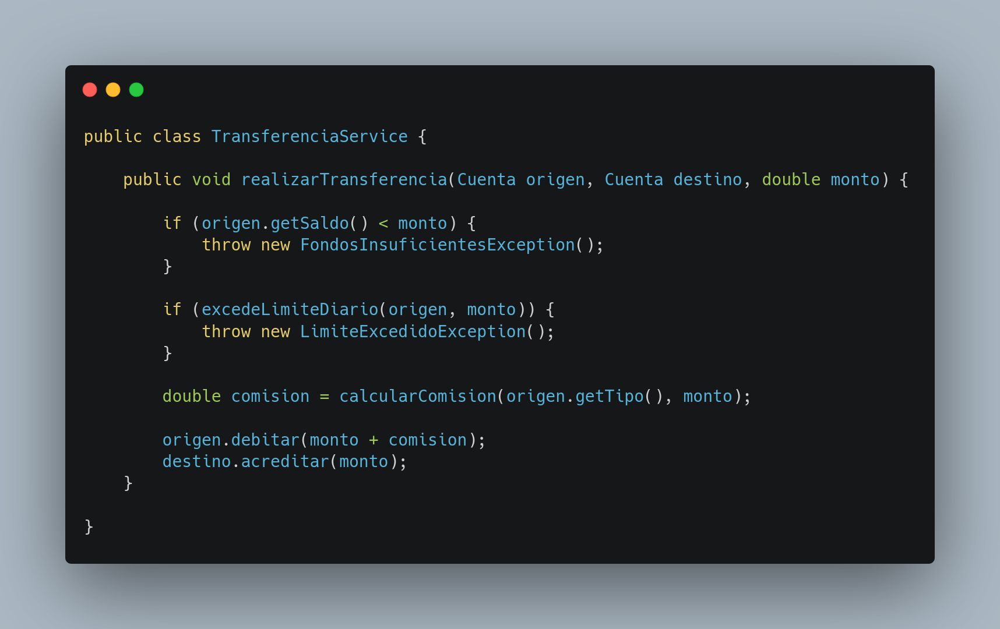 public class TransferenciaService {
    public void realizarTransferencia(Cuenta origen, Cuenta destino, double monto) {
        if (origen.getSaldo() < monto) {
            throw new FondosInsuficientesException();
        }
        if (excedeLimiteDiario(origen, monto)) {
            throw new LimiteExcedidoException();
        }
        double comision = calcularComision(origen.getTipo(), monto);
        origen.debitar(monto + comision);
        destino.acreditar(monto);
    }
}